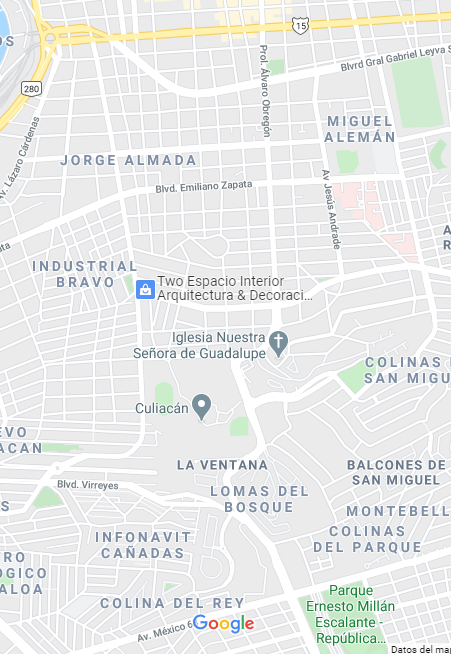 OS
15
Blvrd Gral Gabriel Leyva S
280
Prol. Álvaro Obregón
MIGUEL
ALEMÁN
Av. Lázaro Cárdenas
JORGE ALMADA
Blvd. Emiliano Zapata
Av Jesús Andrade
apata
A
R
INDUSTRIAL
BRAVO
Two Espacio Interior
Arquitectura & Decoraci...
Iglesia Nuestra
Señora de Guadalupe
COLINAS
SAN MIGU
Culiacán
EVO
ACAN
LA VENTANA
BALCONES DE
SAN MIGUEL
Blvd. Virreyes
S
LOMAS DEL
BOSQUE
MONTEBELL
COLINAS
DEL PARQUE
INFONAVIT
CAÑADAS
RO
OGICO
ALOA
COLINA DEL REY
Parque
Ernesto Millán
Escalante -
República...
Av. México 6
Google
Datos del map